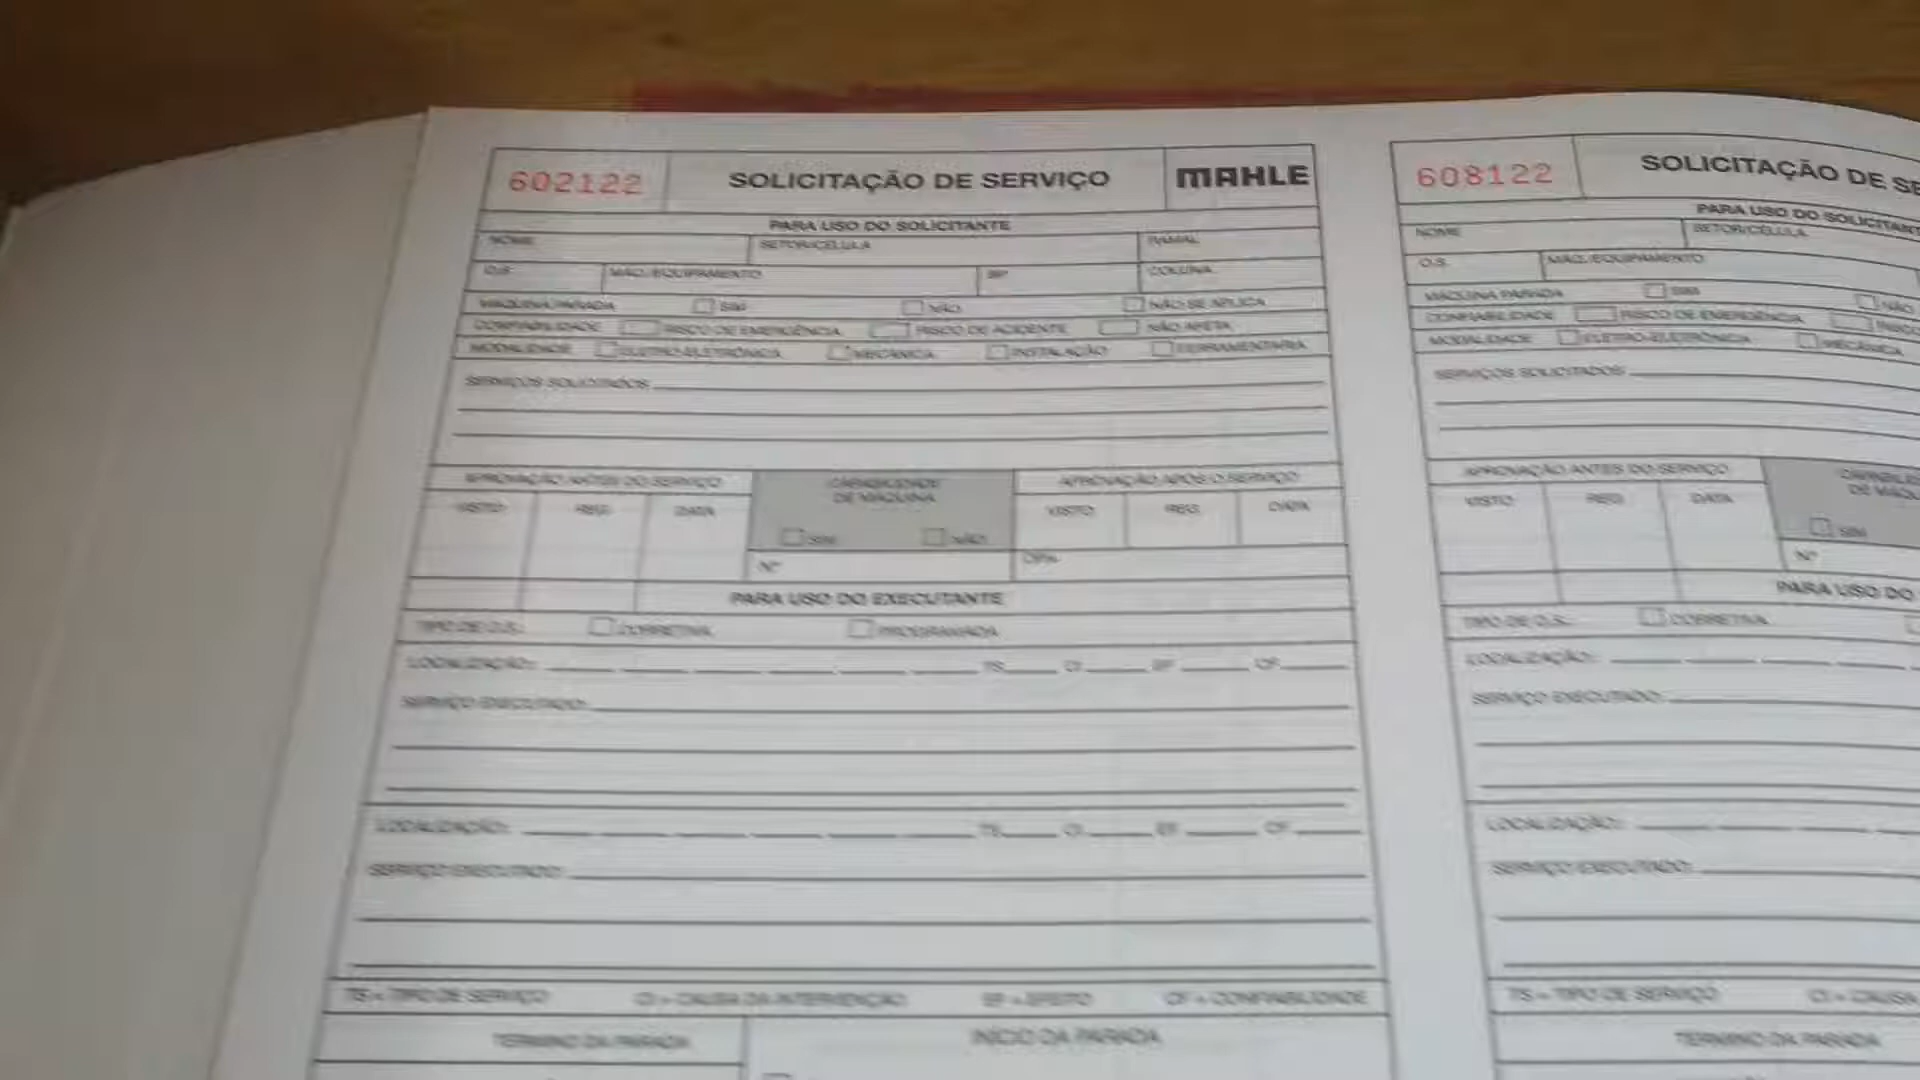 602122 SOLICITAÇÃO DE SERVIÇO MAHLE
PARA USO DO SOLICITANTE
NOME SETOR/CÉLULA RAMAL
O.S. MÁQ./EQUIPAMENTO COLUNA
MÁQUINA PARADA SIM NÃO NÃO SE APLICA
CONFIABILIDADE RISCO DE EMERGÊNCIA RISCO DE ACIDENTE NÃO AFETA
MODALIDADE ELETRO-ELETRÔNICA MECÂNICA INSTALAÇÃO FERRAMENTARIA
SERVIÇOS SOLICITADOS:
APROVAÇÃO ANTES DO SERVIÇO CAPABILIDADE APROVAÇÃO APÓS O SERVIÇO
DE MÁQUINA
VISTO REG. DATA SIM NÃO VISTO REG. DATA
Nº
PARA USO DO EXECUTANTE
TIPO DE O.S.: CORRETIVA PROGRAMADA
LOCALIZAÇÃO: TS CI EF CF
SERVIÇO EXECUTADO:
LOCALIZAÇÃO: TS CI EF CF
SERVIÇO EXECUTADO:
TS = TIPO DE SERVIÇO CI = CAUSA DA INTERVENÇÃO EF = EFEITO CF = CONFIABILIDADE
TERMINO DA PARADA INÍCIO DA PARADA
608122 SOLICITAÇÃO DE SE
PARA USO DO SOLICITANT
NOME SETOR/CÉLULA
O.S. MÁQ./EQUIPAMENTO
MÁQUINA PARADA SIM NÃO
CONFIABILIDADE RISCO DE EMERGÊNCIA RISCO
MODALIDADE ELETRO-ELETRÔNICA MECÂNICA
SERVIÇOS SOLICITADOS:
APROVAÇÃO ANTES DO SERVIÇO
VISTO REG. DATA
DE MÁQU
SIM
Nº
PARA USO DO
TIPO DE O.S.: CORRETIVA
LOCALIZAÇÃO:
SERVIÇO EXECUTADO:
LOCALIZAÇÃO:
SERVIÇO EXECUTADO:
TS = TIPO DE SERVIÇO CI = CAUSA
TERMINO DA PARADA